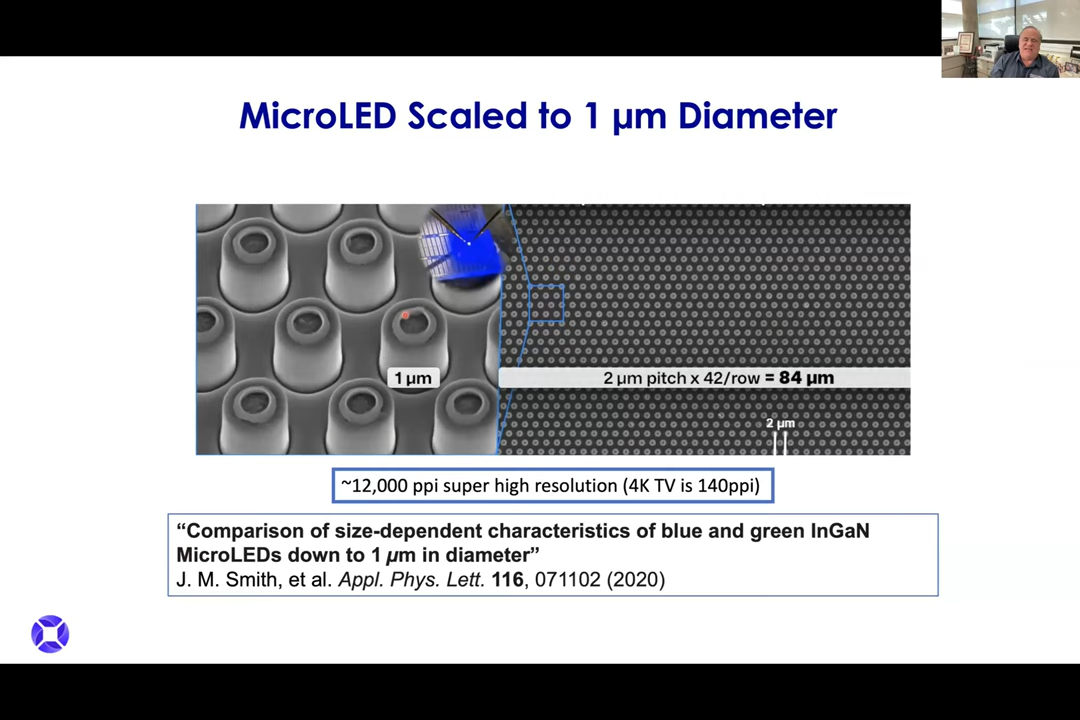 MicroLED Scaled to 1 µm Diameter
1 µm
2 µm pitch x 42/row = 84 µm
2 µm
~12,000 ppi super high resolution (4K TV is 140ppi)
“Comparison of size-dependent characteristics of blue and green InGaN
MicroLEDs down to 1 µm in diameter”
J. M. Smith, et al. Appl. Phys. Lett. 116, 071102 (2020)